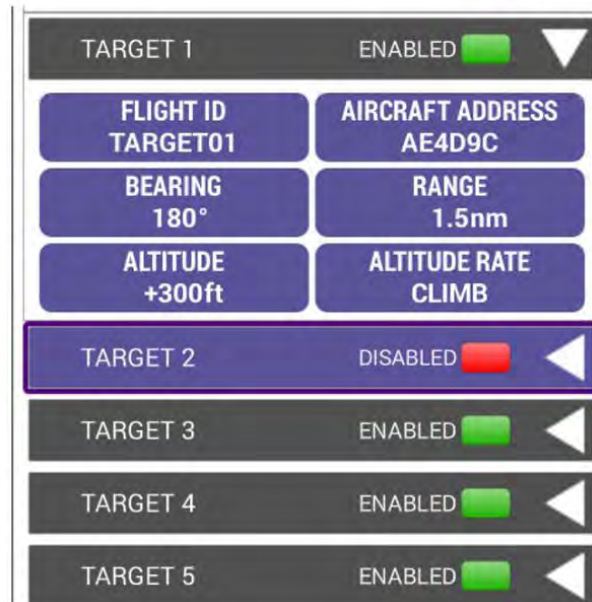 TARGET 1 ENABLED
FLIGHT ID AIRCRAFT ADDRESS
TARGET01 AE4D9C
BEARING RANGE
180° 1.5nm
ALTITUDE ALTITUDE RATE
+300ft CLIMB
TARGET 2 DISABLED
TARGET 3 ENABLED
TARGET 4 ENABLED
TARGET 5 ENABLED